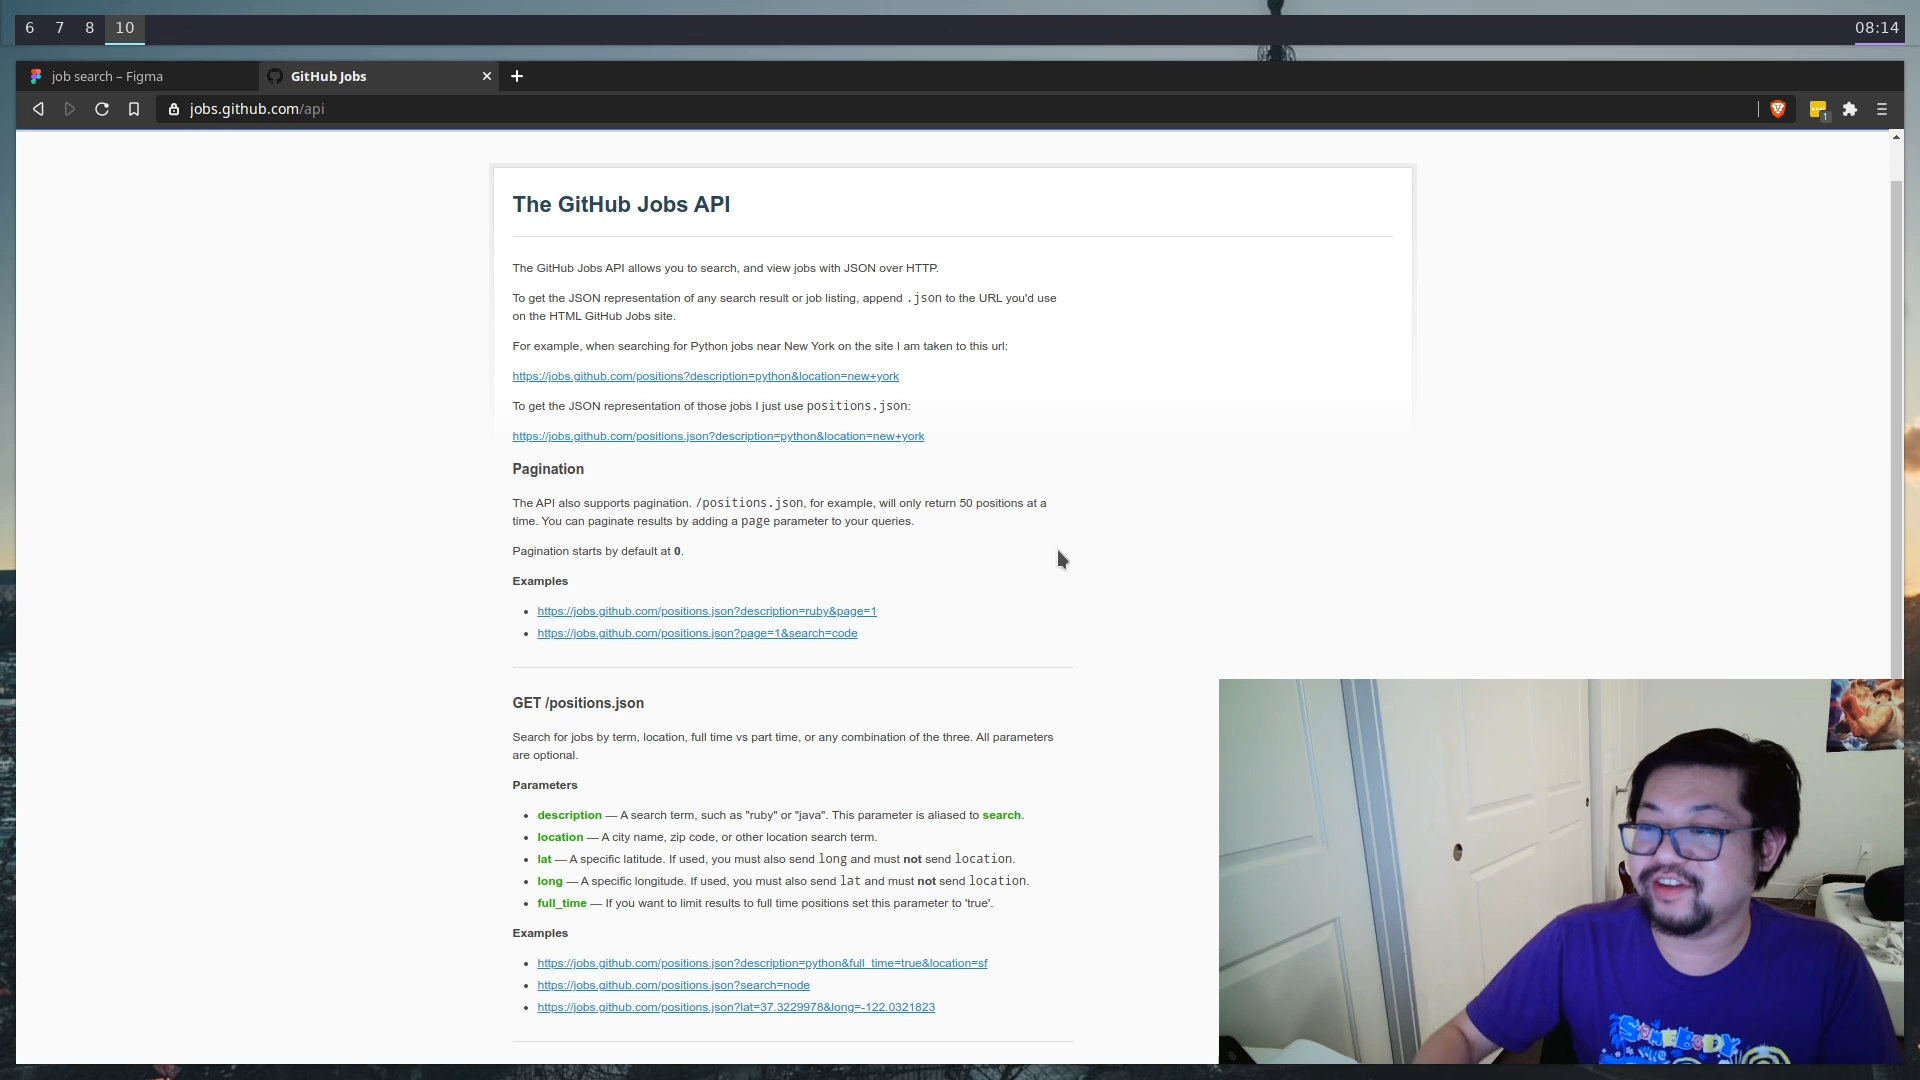 6 7 8 10
08:14
job search – Figma
GitHub Jobs
jobs.github.com/api
1
The GitHub Jobs API
The GitHub Jobs API allows you to search, and view jobs with JSON over HTTP.
To get the JSON representation of any search result or job listing, append .json to the URL you'd use
on the HTML GitHub Jobs site.
For example, when searching for Python jobs near New York on the site I am taken to this url:
https://jobs.github.com/positions?description=python&location=new+york
To get the JSON representation of those jobs I just use positions.json:
https://jobs.github.com/positions.json?description=python&location=new+york
Pagination
The API also supports pagination. /positions.json, for example, will only return 50 positions at a
time. You can paginate results by adding a page parameter to your queries.
Pagination starts by default at 0.
Examples
https://jobs.github.com/positions.json?description=ruby&page=1
https://jobs.github.com/positions.json?page=1&search=code
GET /positions.json
Search for jobs by term, location, full time vs part time, or any combination of the three. All parameters
are optional.
Parameters
description — A search term, such as "ruby" or "java". This parameter is aliased to search.
location — A city name, zip code, or other location search term.
lat — A specific latitude. If used, you must also send long and must not send location.
long — A specific longitude. If used, you must also send lat and must not send location.
full_time — If you want to limit results to full time positions set this parameter to 'true'.
Examples
https://jobs.github.com/positions.json?description=python&full_time=true&location=sf
https://jobs.github.com/positions.json?search=node
https://jobs.github.com/positions.json?lat=37.3229978&long=-122.0321823
SOMEBODY